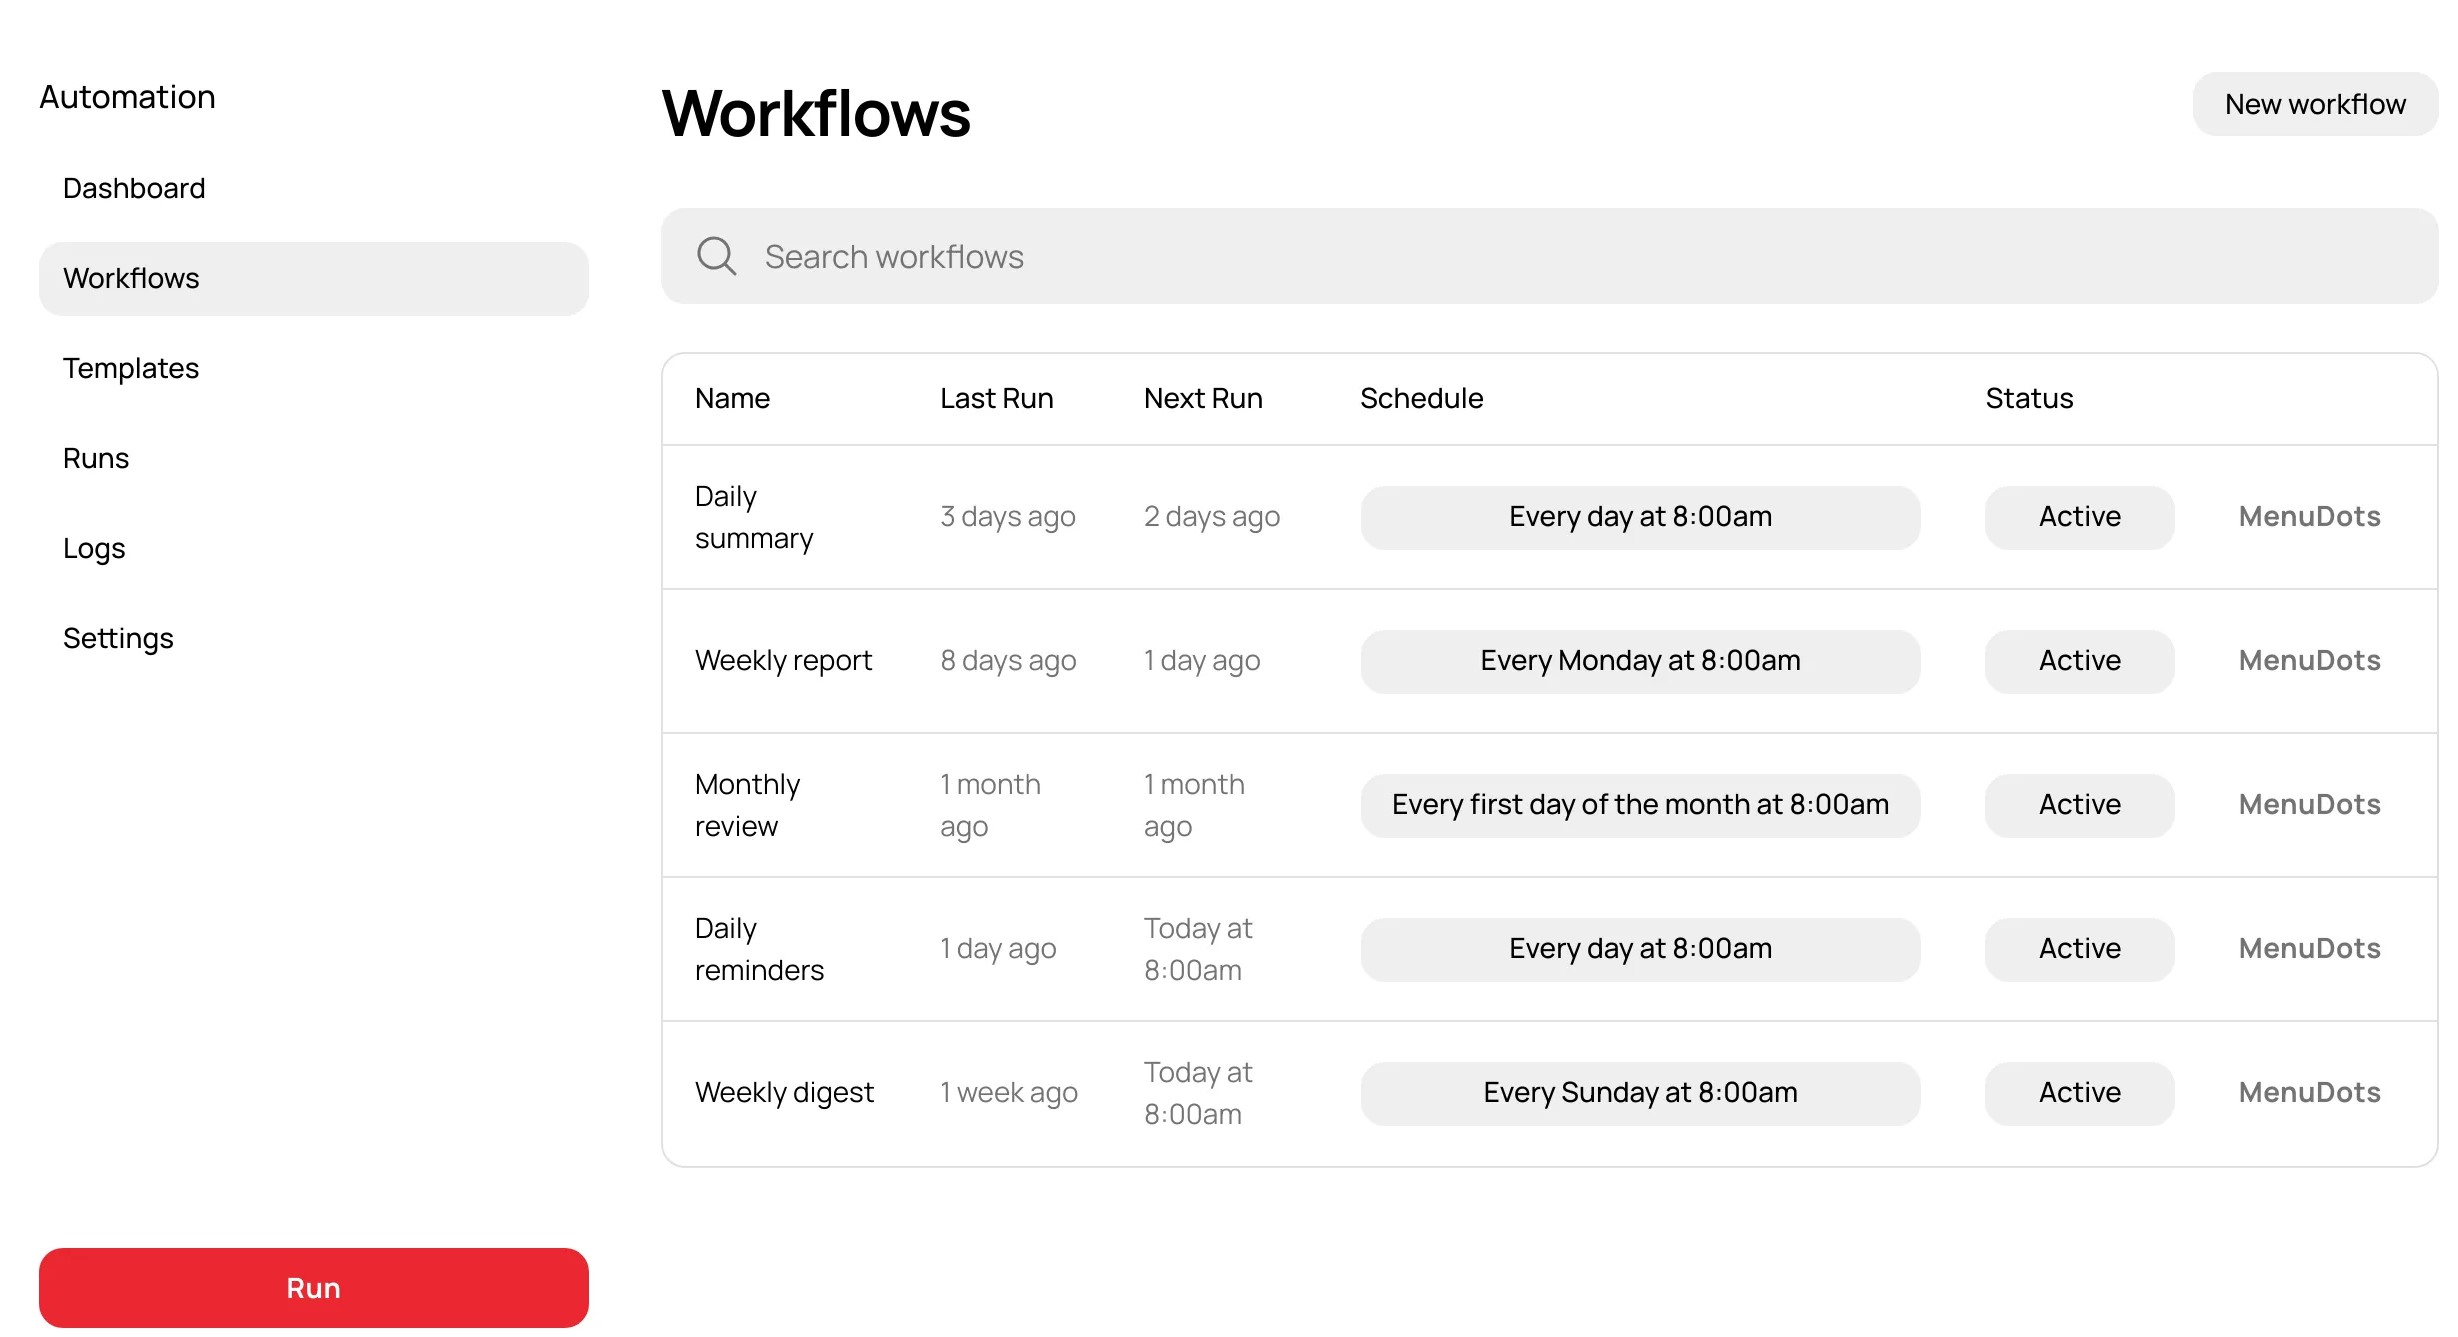 Automation
Dashboard
Workflows
Templates
Runs
Logs
Settings
Run
Workflows
New workflow
Search workflows
Name Last Run Next Run Schedule Status
Daily
summary
3 days ago 2 days ago Every day at 8:00am Active MenuDots
Weekly report 8 days ago 1 day ago Every Monday at 8:00am Active MenuDots
Monthly
review
1 month
ago
1 month
ago
Every first day of the month at 8:00am Active MenuDots
Daily
reminders
1 day ago
Today at
8:00am
Every day at 8:00am Active MenuDots
Weekly digest 1 week ago
Today at
8:00am
Every Sunday at 8:00am Active MenuDots